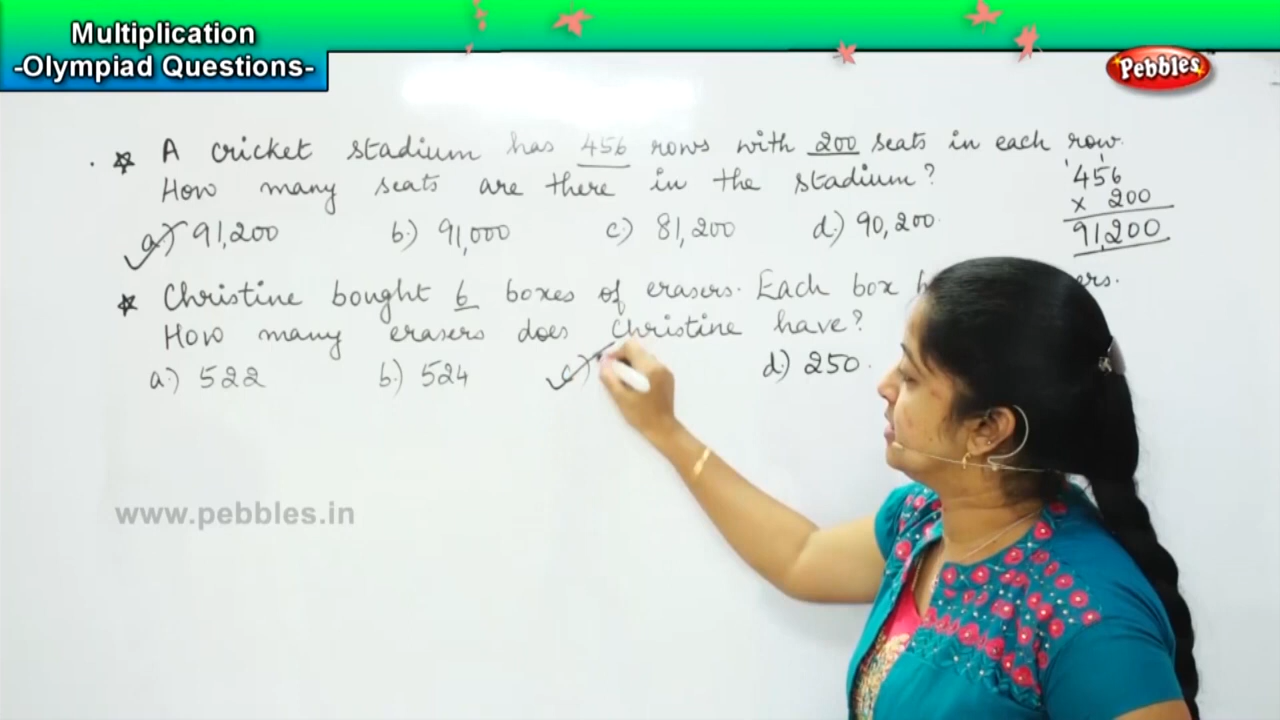 Multiplication
-Olympiad Questions-
Pebbles
A cricket stadium has 456 rows with 200 seats in each row.
How many seats are there in the stadium?
a.) 91,200 b.) 91,000 c.) 81,200 d.) 90,200.
1 1
456
× 200
91,200
Christine bought 6 boxes of erasers. Each box
How many erasers does Christine have?
a.) 522 b.) 524 c.) d.) 250.
www.pebbles.in